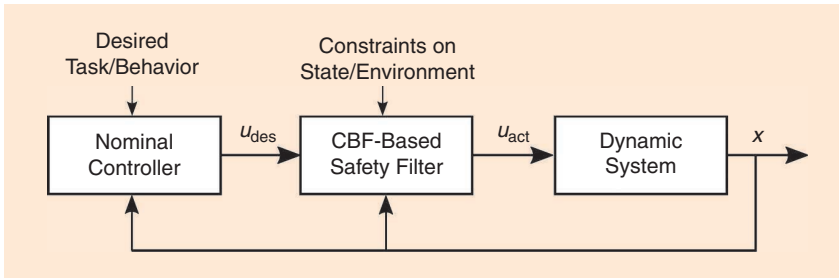 Desired
Task/Behavior
Constraints on
State/Environment
Nominal
Controller
u_des
CBF-Based
Safety Filter
u_act
Dynamic
System
x